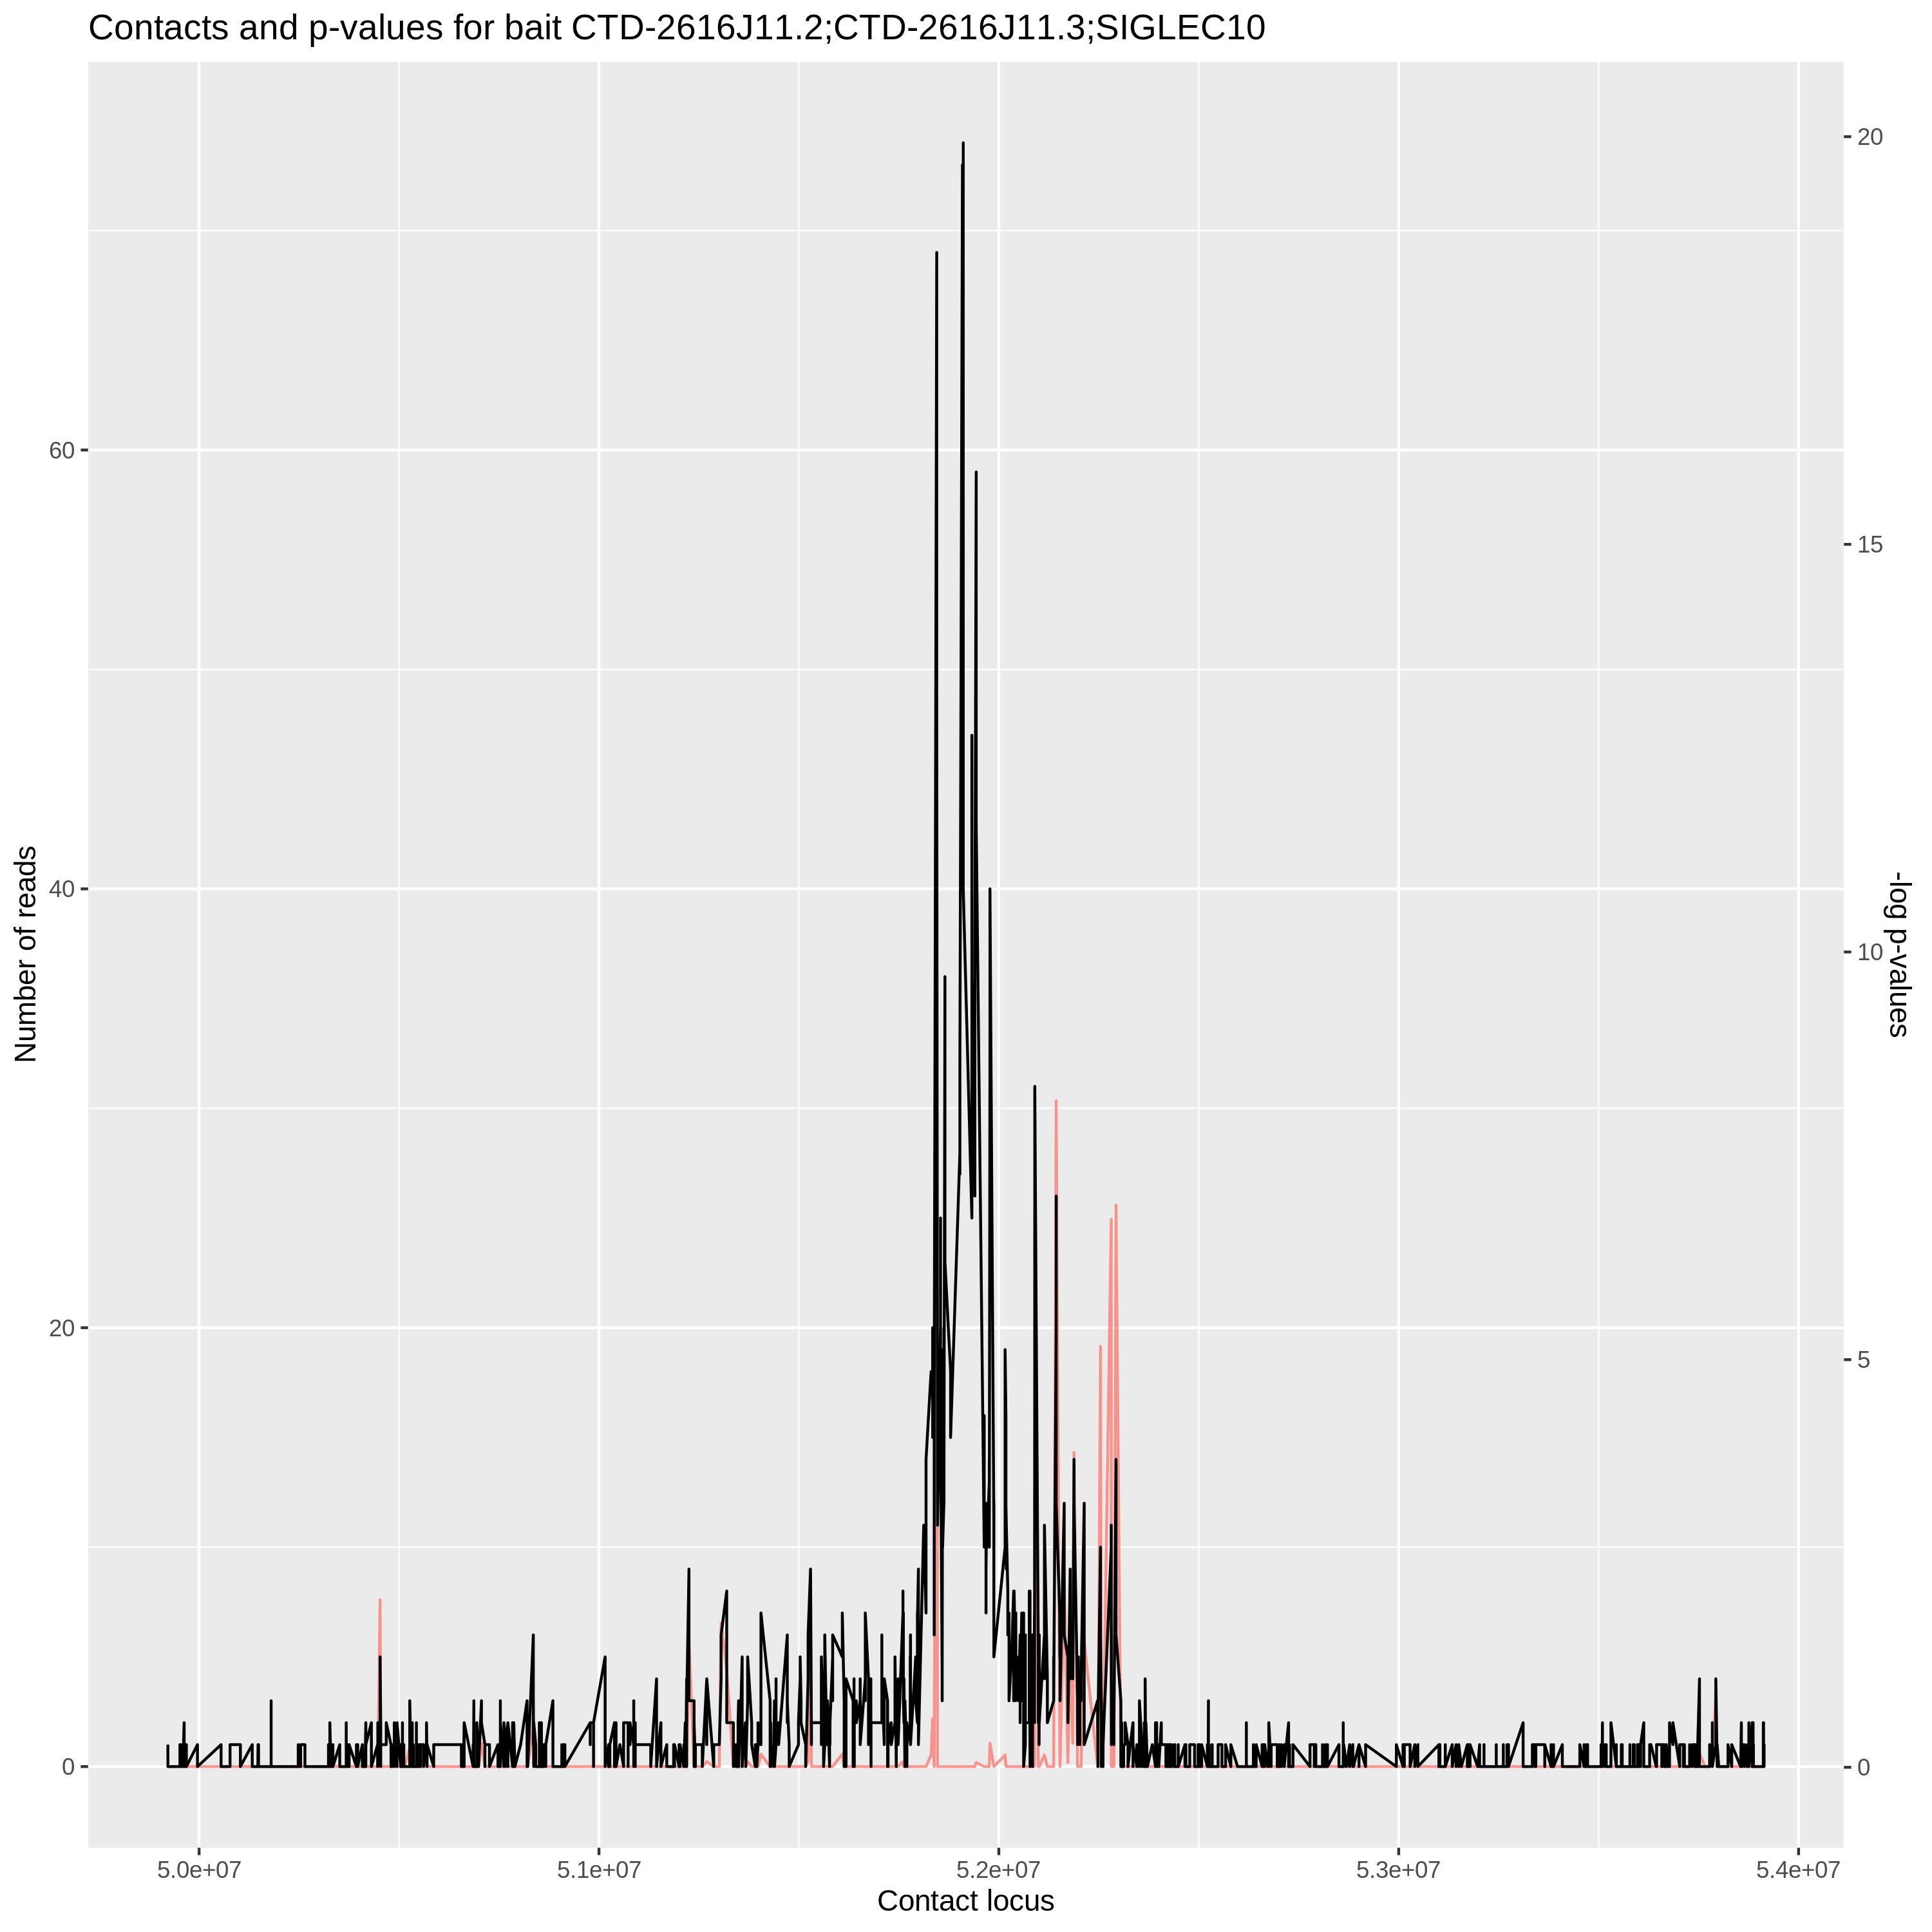 Contacts and p-values for bait CTD-2616J11.2;CTD-2616J11.3;SIGLEC10
Number of reads
60
40
20
0
20
15
10
5
0
-log p-values
5.0e+07
5.1e+07
5.2e+07
5.3e+07
5.4e+07
Contact locus